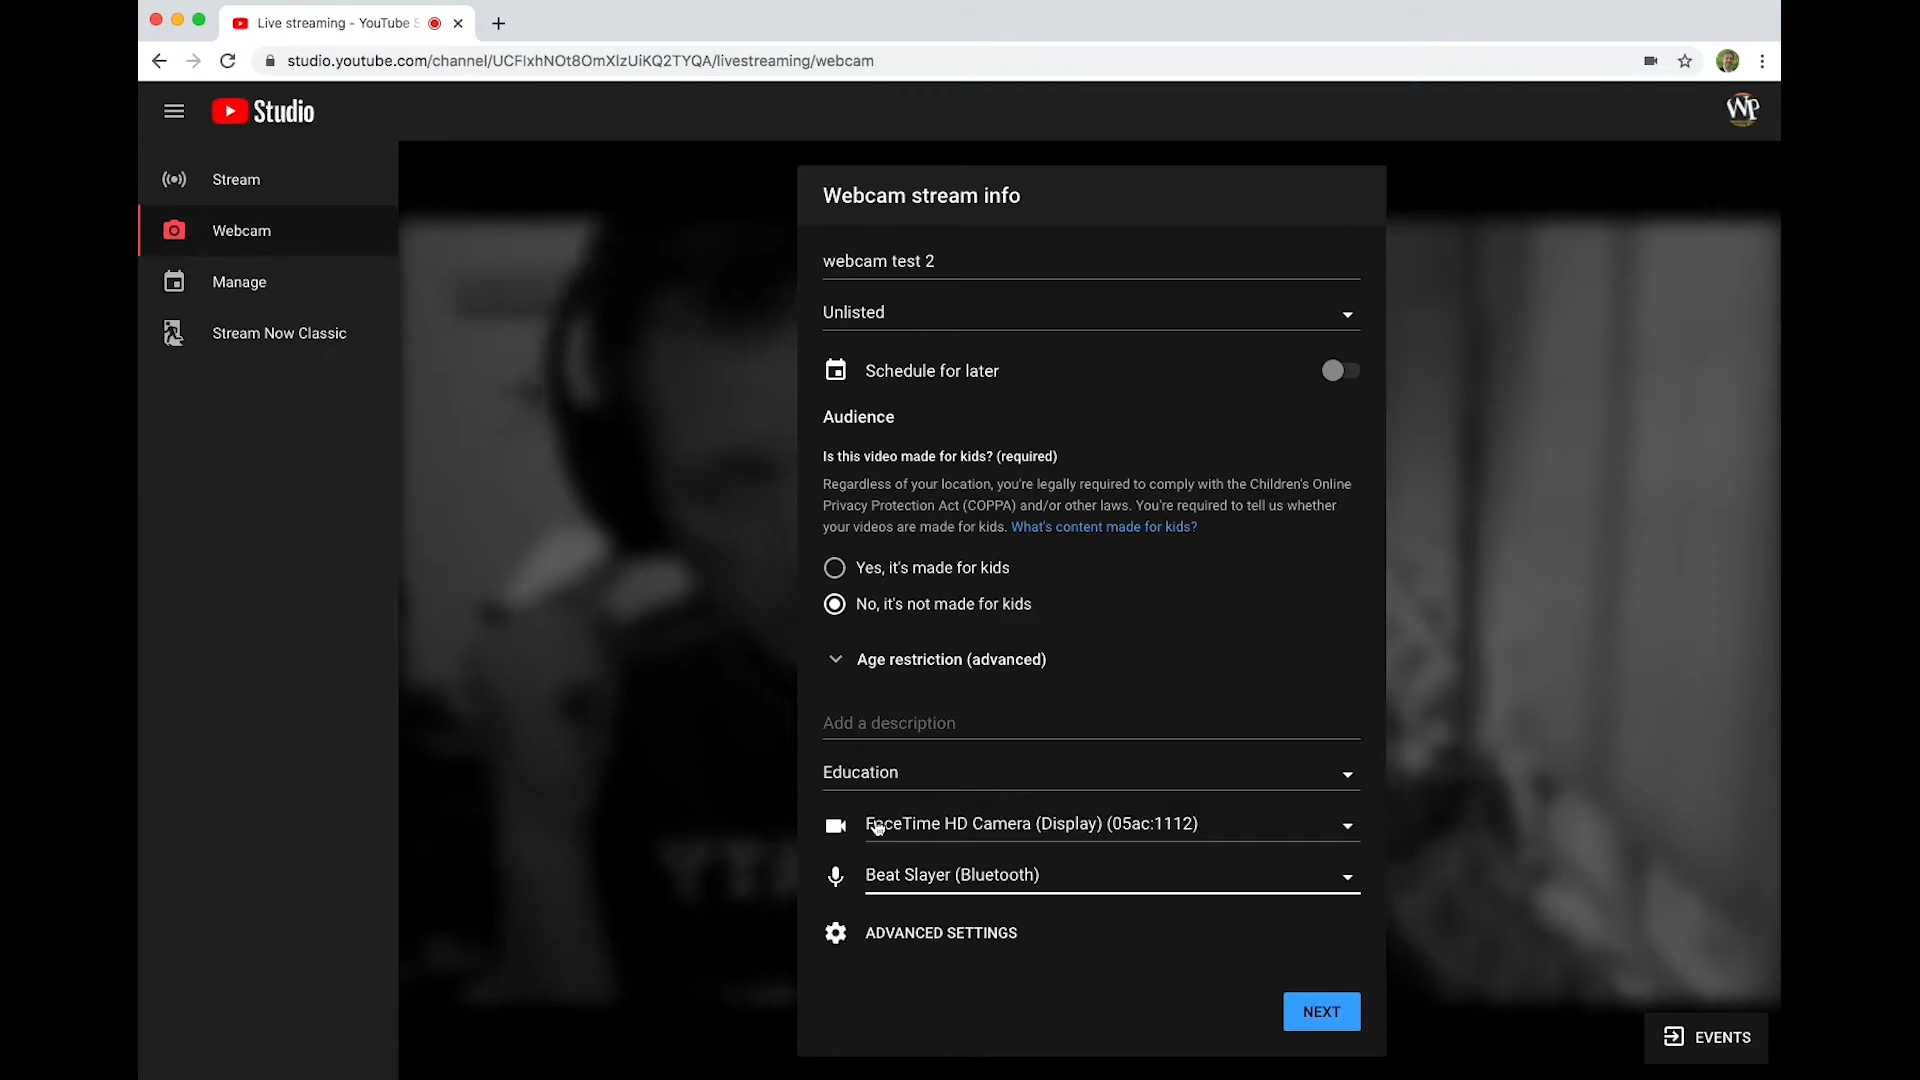 Live streaming - YouTube S
studio.youtube.com/channel/UCFIxhNOt8OmXIzUiKQ2TYQA/livestreaming/webcam
Studio
WP
Stream
Webcam
Manage
Stream Now Classic
Webcam stream info
webcam test 2
Unlisted
Schedule for later
Audience
Is this video made for kids? (required)
Regardless of your location, you're legally required to comply with the Children's Online
Privacy Protection Act (COPPA) and/or other laws. You're required to tell us whether
your videos are made for kids. What's content made for kids?
Yes, it's made for kids
No, it's not made for kids
Age restriction (advanced)
Add a description
Education
FaceTime HD Camera (Display) (05ac:1112)
Beat Slayer (Bluetooth)
ADVANCED SETTINGS
NEXT
EVENTS